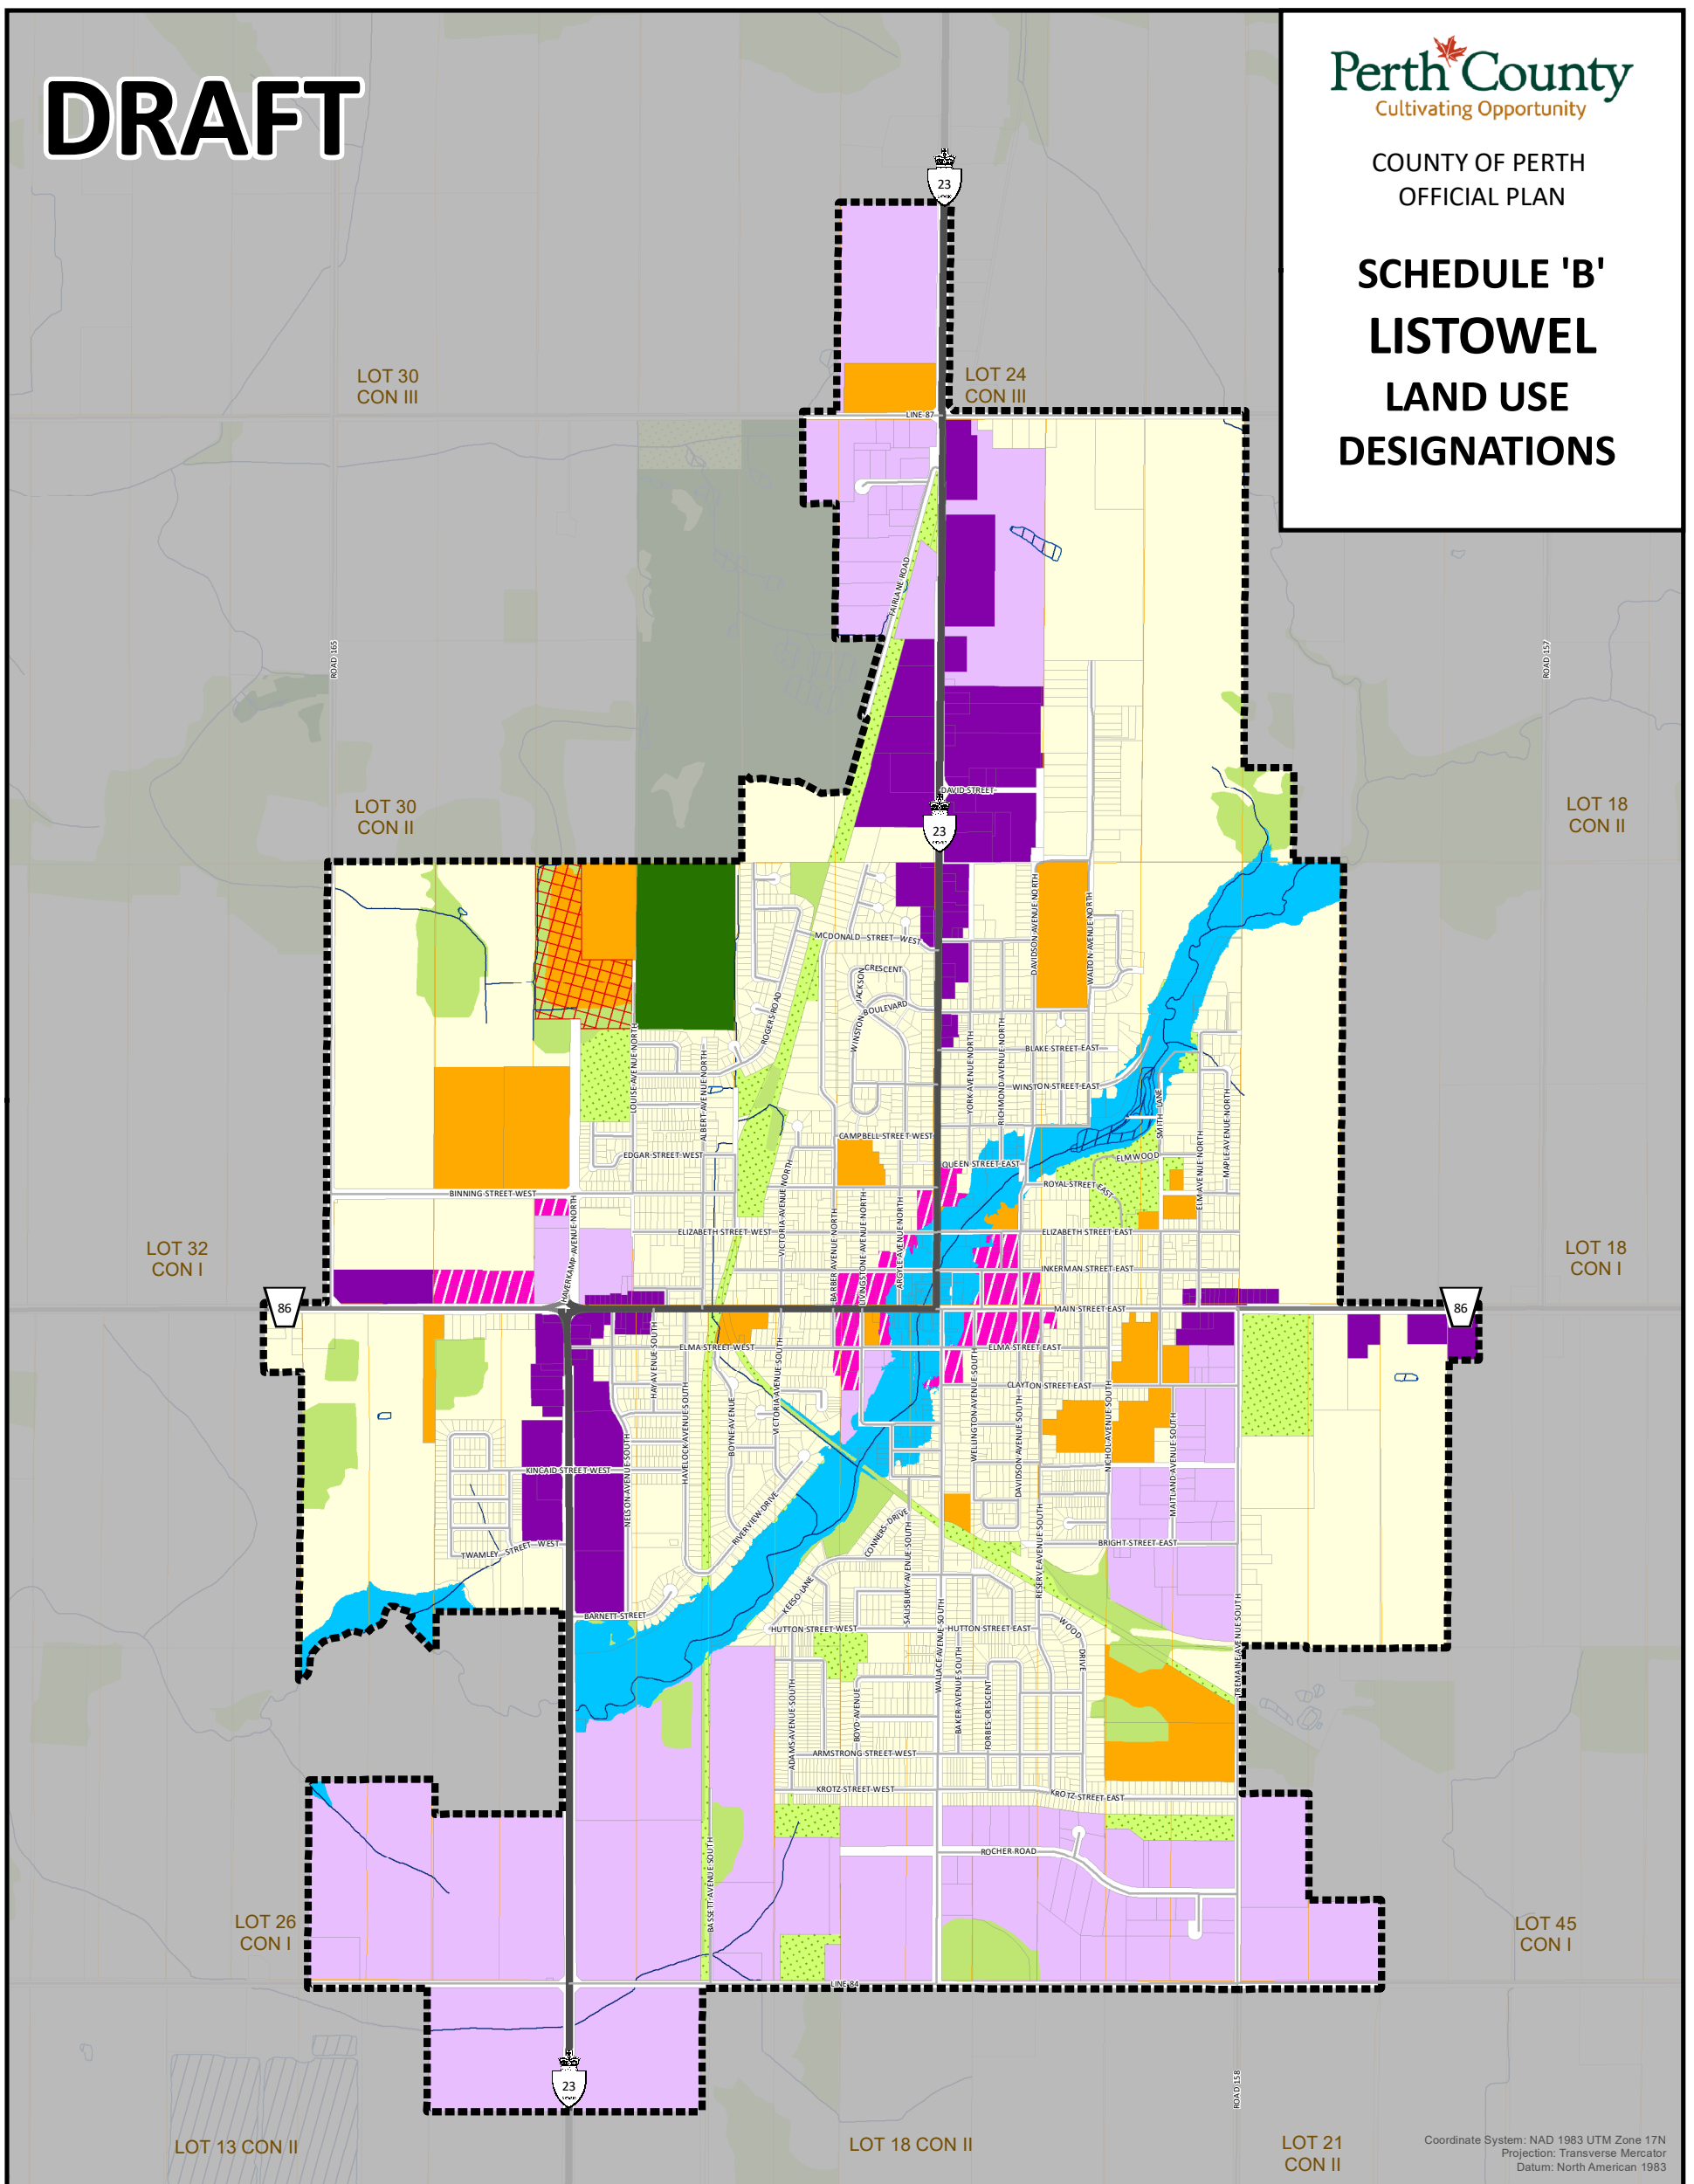 DRAFT
Perth County
Cultivating Opportunity
COUNTY OF PERTH
OFFICIAL PLAN
SCHEDULE 'B'
LISTOWEL
LAND USE
DESIGNATIONS
23
LOT 30
CON III
LOT 24
CON III
LINE 87
FAIRLANE ROAD
ROAD 165
ROAD 157
DAVID STREET
23
LOT 30
CON II
LOT 18
CON II
MCDONALD STREET WEST
DAVIDSON AVENUE NORTH
WALTON AVENUE NORTH
CRESCENT
JACKSON
WINSTON BOULEVARD
ROGERS ROAD
LOUISE AVENUE NORTH
ALBERT AVENUE NORTH
YORK AVENUE NORTH
RICHMOND AVENUE NORTH
BLAKE STREET EAST
WINSTON STREET EAST
SMITH LANE
MAPLE AVENUE NORTH
ELM AVENUE NORTH
CAMPBELL STREET WEST
EDGAR STREET WEST
QUEEN STREET EAST
ELMWOOD
ROYAL STREET EAST
BINNING STREET WEST
HAVERKAMP AVENUE NORTH
VICTORIA AVENUE NORTH
BARBER AVENUE NORTH
LIVINGSTONE AVENUE NORTH
ARGYLE AVENUE NORTH
ELIZABETH STREET WEST
ELIZABETH STREET EAST
INKERMAN STREET EAST
LOT 32
CON I
LOT 18
CON I
86
86
MAIN STREET EAST
ELMA STREET WEST
ELMA STREET EAST
CLAYTON STREET EAST
HAY AVENUE SOUTH
HAVELOCK AVENUE SOUTH
BOYNE AVENUE
VICTORIA AVENUE SOUTH
WELLINGTON AVENUE SOUTH
DAVIDSON AVENUE SOUTH
NICHOL AVENUE SOUTH
MAITLAND AVENUE SOUTH
KINCAID STREET WEST
NELSON AVENUE SOUTH
RIVERVIEW DRIVE
TWAMLEY STREET WEST
CONNERS DRIVE
SALISBURY AVENUE SOUTH
RESERVE AVENUE SOUTH
BRIGHT STREET EAST
KEELSO LANE
BARNETT STREET
HUTTON STREET WEST
HUTTON STREET EAST
WOOD DRIVE
WALLACE AVENUE SOUTH
TREMAINE AVENUE SOUTH
ADAMS AVENUE SOUTH
BOYD AVENUE
BAKER AVENUE SOUTH
FORBES CRESCENT
ARMSTRONG STREET WEST
KROTZ STREET WEST
KROTZ STREET EAST
BASSETT AVENUE SOUTH
ROCHER ROAD
LOT 26
CON I
LOT 45
CON I
LINE 84
23
ROAD 158
LOT 13 CON II
LOT 18 CON II
LOT 21
CON II
Coordinate System: NAD 1983 UTM Zone 17N
Projection: Transverse Mercator
Datum: North American 1983